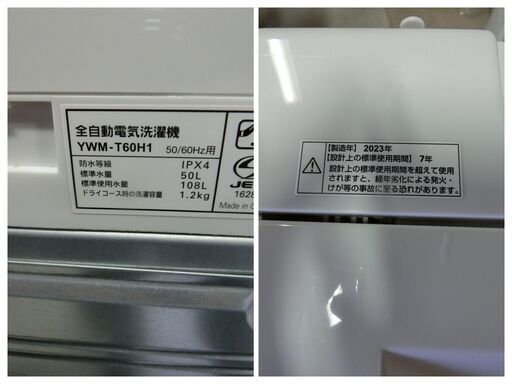 全自動電気洗濯機
YWM-T60H1 50/60Hz用
防水等級 IPX4
標準水量 50L
標準使用水量 108L
ドライコース時の洗濯容量 1.2kg
1628
Made in
【製造年】2023年
【設計上の標準使用期間】7年
設計上の標準使用期間を超えて使用
されますと、経年劣化による発火・
けが等の事故に至る恐れがあります。